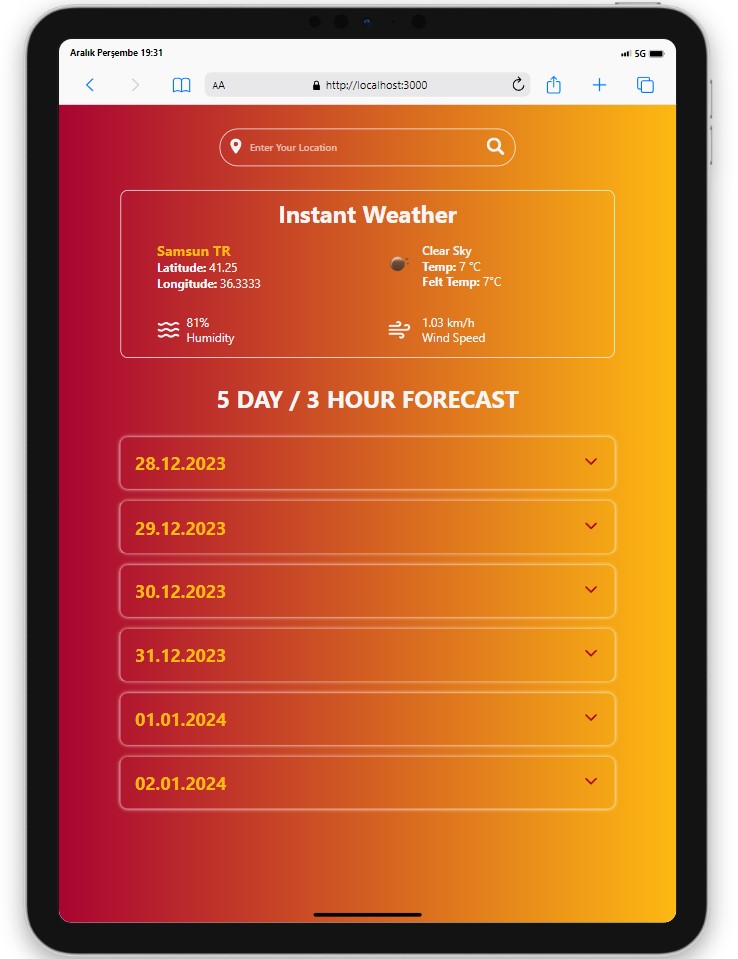 Aralık Perşembe 19:31
5G
AA
http://localhost:3000
Enter Your Location
Instant Weather
Samsun TR
Latitude: 41.25
Longitude: 36.3333
Clear Sky
Temp: 7 °C
Felt Temp: 7°C
81%
Humidity
1.03 km/h
Wind Speed
5 DAY / 3 HOUR FORECAST
28.12.2023
29.12.2023
30.12.2023
31.12.2023
01.01.2024
02.01.2024